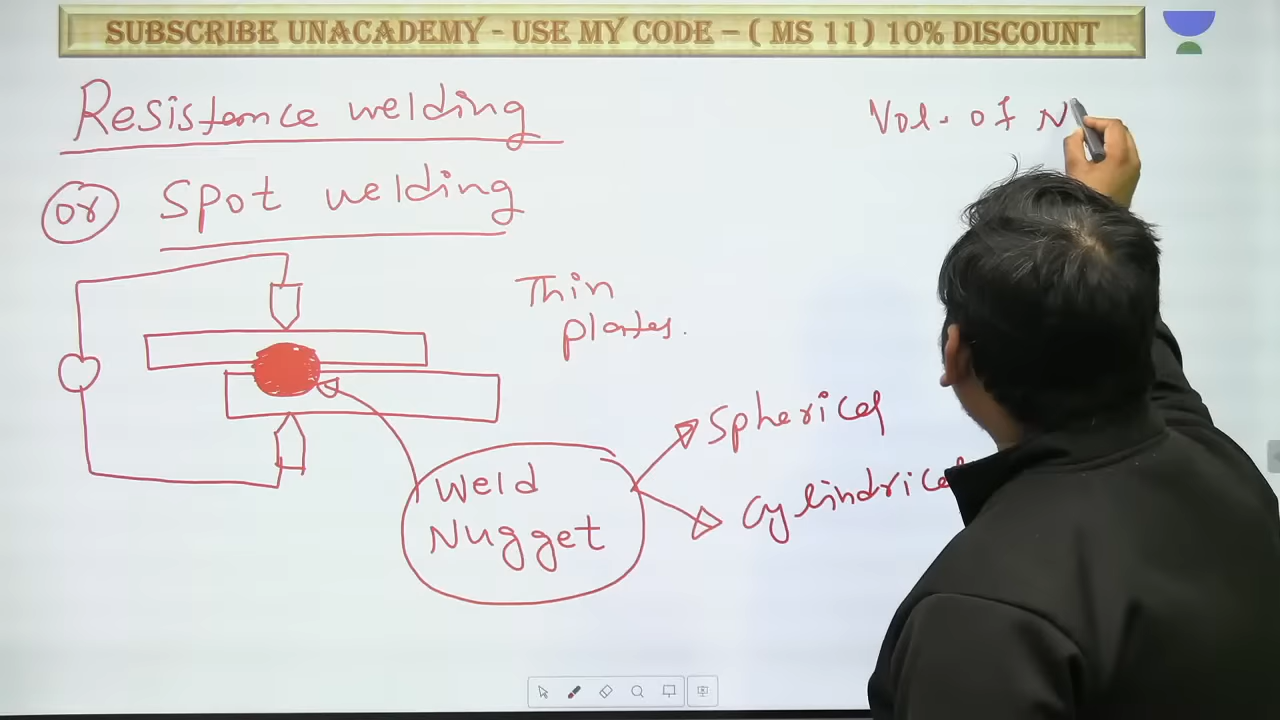 SUBSCRIBE UNACADEMY - USE MY CODE – ( MS 11) 10% DISCOUNT
Resistance welding
Vol. of N
or Spot welding
Thin
plates.
Spherical
Weld
Nugget
Cylindrical